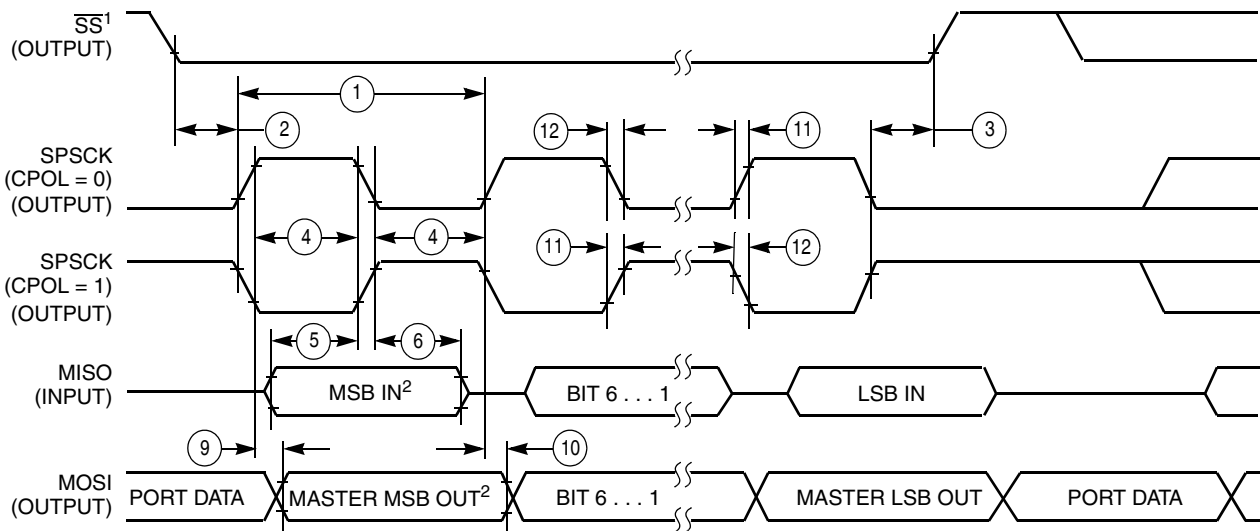 SS¹
(OUTPUT)
1
2
12
11
3
SPSCK
(CPOL = 0)
(OUTPUT)
4
4
SPSCK
(CPOL = 1)
(OUTPUT)
11
12
5
6
MISO
(INPUT)
MSB IN²
BIT 6 . . . 1
LSB IN
9
10
MOSI
(OUTPUT)
PORT DATA
MASTER MSB OUT²
BIT 6 . . . 1
MASTER LSB OUT
PORT DATA